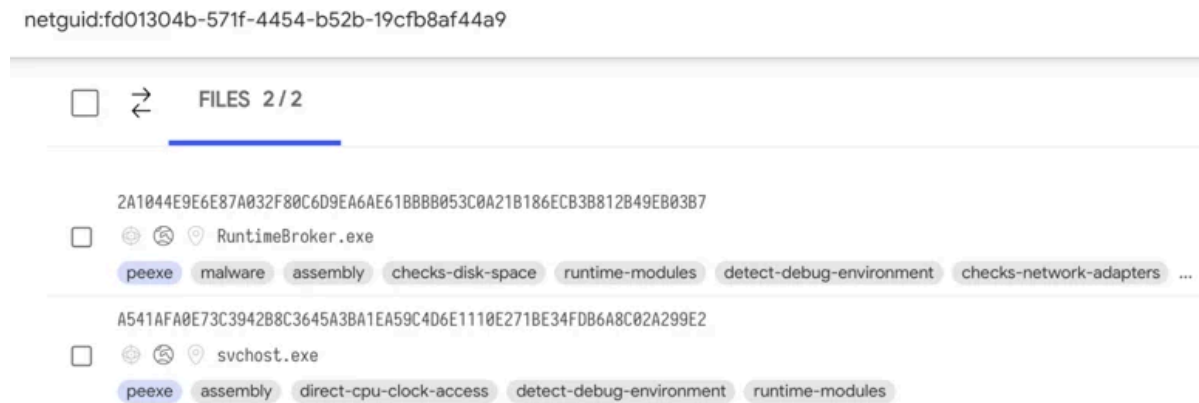 netguid:fd01304b-571f-4454-b52b-19cfb8af44a9
FILES 2/2
2A1044E9E6E87A032F80C6D9EA6AE61BBBB053C0A21B186ECB3B812B49EB03B7
RuntimeBroker.exe
peexe malware assembly checks-disk-space runtime-modules detect-debug-environment checks-network-adapters ...
A541AFA0E73C3942B8C3645A3BA1EA59C4D6E1110E271BE34FDB6A8C02A299E2
svchost.exe
peexe assembly direct-cpu-clock-access detect-debug-environment runtime-modules